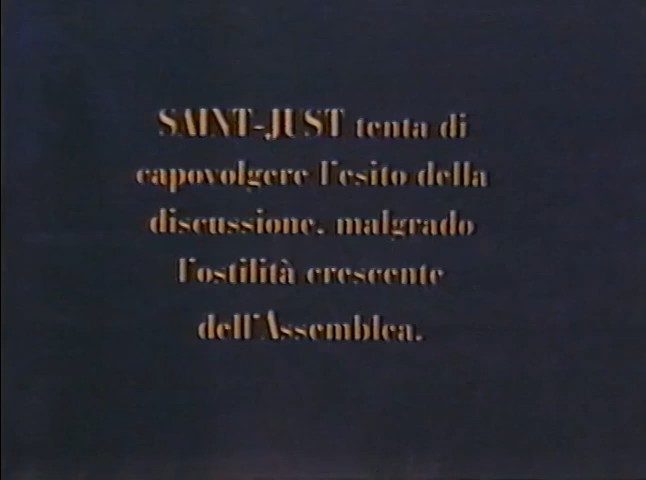 SAINT-JUST tenta di
capovolgere l'esito della
discussione, malgrado
l'ostilità crescente
dell'Assemblea.